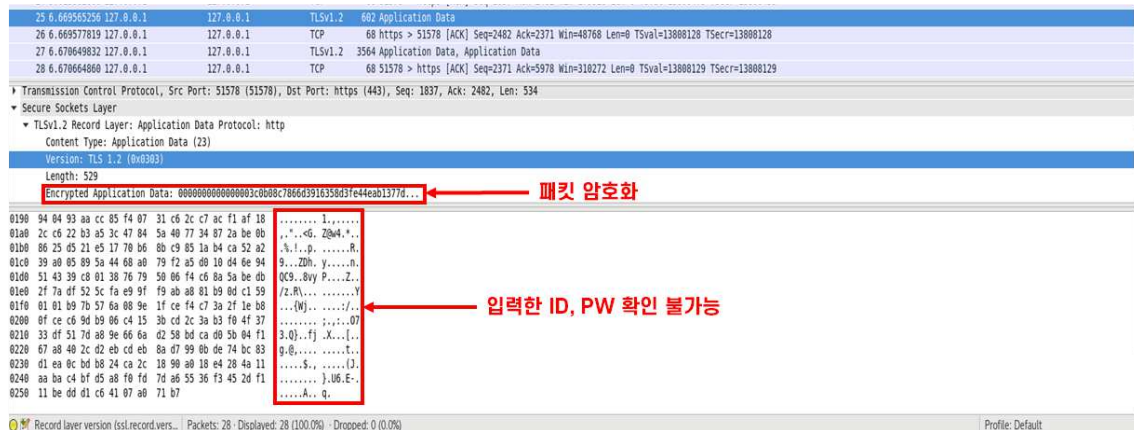 25 6.669565256 127.0.0.1 127.0.0.1 TLSv1.2 602 Application Data
26 6.669577819 127.0.0.1 127.0.0.1 TCP 68 https > 51578 [ACK] Seq=2482 Ack=2371 Win=48768 Len=0 TSval=13808128 TSecr=13808128
27 6.670649832 127.0.0.1 127.0.0.1 TLSv1.2 3564 Application Data, Application Data
28 6.670664860 127.0.0.1 127.0.0.1 TCP 68 51578 > https [ACK] Seq=2371 Ack=5978 Win=310272 Len=0 TSval=13808129 TSecr=13808129
Transmission Control Protocol, Src Port: 51578 (51578), Dst Port: https (443), Seq: 1837, Ack: 2482, Len: 534
Secure Sockets Layer
TLSv1.2 Record Layer: Application Data Protocol: http
Content Type: Application Data (23)
Version: TLS 1.2 (0x0303)
Length: 529
Encrypted Application Data: 0000000000000003c0b08c7866d3916358d3fe44eab1377d...
패킷 암호화
0190 94 04 93 aa cc 85 f4 07 31 c6 2c c7 ac f1 af 18 ........ 1.,.....
01a0 2c c6 22 b3 a5 3c 47 84 5a 40 77 34 87 2a be 0b ,."..<G. Z@w4.*..
01b0 86 25 d5 21 e5 17 70 b6 8b c9 85 1a b4 ca 52 a2 .%.!..p. ......R.
01c0 39 a0 05 89 5a 44 68 a0 79 f2 a5 d0 10 d4 6e 94 9...ZDh. y.....n.
01d0 51 43 39 c8 01 38 76 79 50 06 f4 c6 8a 5a be db QC9..8vy P....Z..
01e0 2f 7a df 52 5c fa e9 9f f9 ab a8 81 b9 0d c1 59 /z.R\... .......Y
01f0 01 01 b9 7b 57 6a 08 9e 1f ce f4 c7 3a 2f 1e b8 ...{Wj.. ....:/..
입력한 ID, PW 확인 불가능
0200 0f ce c6 9d b9 06 c4 15 3b cd 2c 3a b3 f0 4f 37 ........ ;.,:..O7
0210 33 df 51 7d a8 9e 66 6a d2 58 bd ca d0 5b 04 f1 3.Q}..fj .X...[..
0220 67 a8 40 2c d2 eb cd eb 8a d7 99 0b de 74 bc 83 g.@,.... .....t..
0230 d1 ea 0c bd b8 24 ca 2c 18 90 a0 18 e4 28 4a 11 .....$., .....(J.
0240 aa ba c4 bf d5 a8 f0 fd 7d a6 55 36 f3 45 2d f1 ........ }.U6.E-.
0250 11 be dd d1 c6 41 07 a0 71 b7 .....A.. q.
Record layer version (ssl.record.vers... Packets: 28 · Displayed: 28 (100.0%) · Dropped: 0 (0.0%) Profile: Default